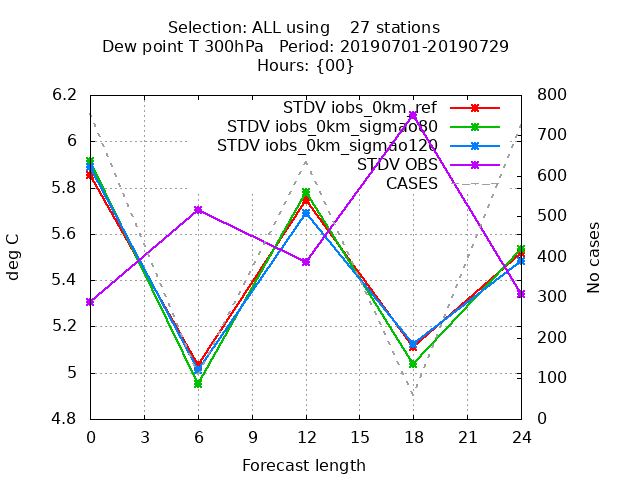 Selection: ALL using    27 stations
Dew point T 300hPa   Period: 20190701-20190729
Hours: {00}
STDV iobs_0km_ref
STDV iobs_0km_sigmao80
STDV iobs_0km_sigmao120
STDV OBS
CASES
6.2
6
5.8
5.6
5.4
5.2
5
4.8
800
700
600
500
400
300
200
100
0
deg C
No cases
0 3 6 9 12 15 18 21 24
Forecast length